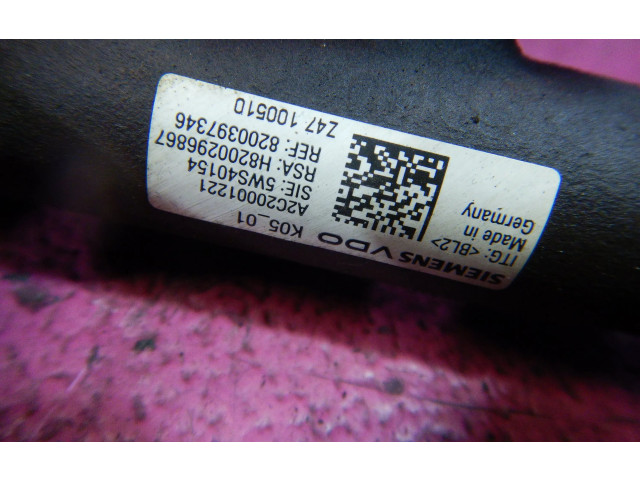 SIEMENS VDO K05_01
ITG: <BL2> A2C20001221
Made in Germany
SIE: 5WS40154
RSA: H8200296867
REF: 8200397346
Z47 100510